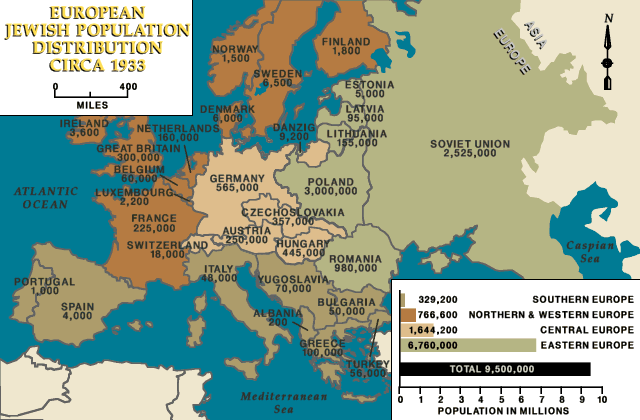 EUROPEAN
JEWISH POPULATION
DISTRIBUTION
CIRCA 1933
0 400
MILES
ASIA
EUROPE
N
NORWAY
1,500
SWEDEN
6,500
FINLAND
1,800
ESTONIA
5,000
LATVIA
95,000
LITHUANIA
155,000
DENMARK
6,000
DANZIG
9,200
IRELAND
3,600
NETHERLANDS
160,000
GREAT BRITAIN
300,000
BELGIUM
60,000
LUXEMBOURG
2,200
GERMANY
565,000
POLAND
3,000,000
SOVIET UNION
2,525,000
ATLANTIC
OCEAN
FRANCE
225,000
CZECHOSLOVAKIA
357,000
AUSTRIA
250,000
SWITZERLAND
18,000
HUNGARY
445,000
ROMANIA
980,000
Caspian
Sea
ITALY
48,000
YUGOSLAVIA
70,000
PORTUGAL
1,000
SPAIN
4,000
BULGARIA
50,000
ALBANIA
200
GREECE
100,000
TURKEY
56,000
Mediterranean
Sea
329,200 SOUTHERN EUROPE
766,600 NORTHERN & WESTERN EUROPE
1,644,200 CENTRAL EUROPE
6,760,000 EASTERN EUROPE
TOTAL 9,500,000
0 1 2 3 4 5 6 7 8 9 10
POPULATION IN MILLIONS